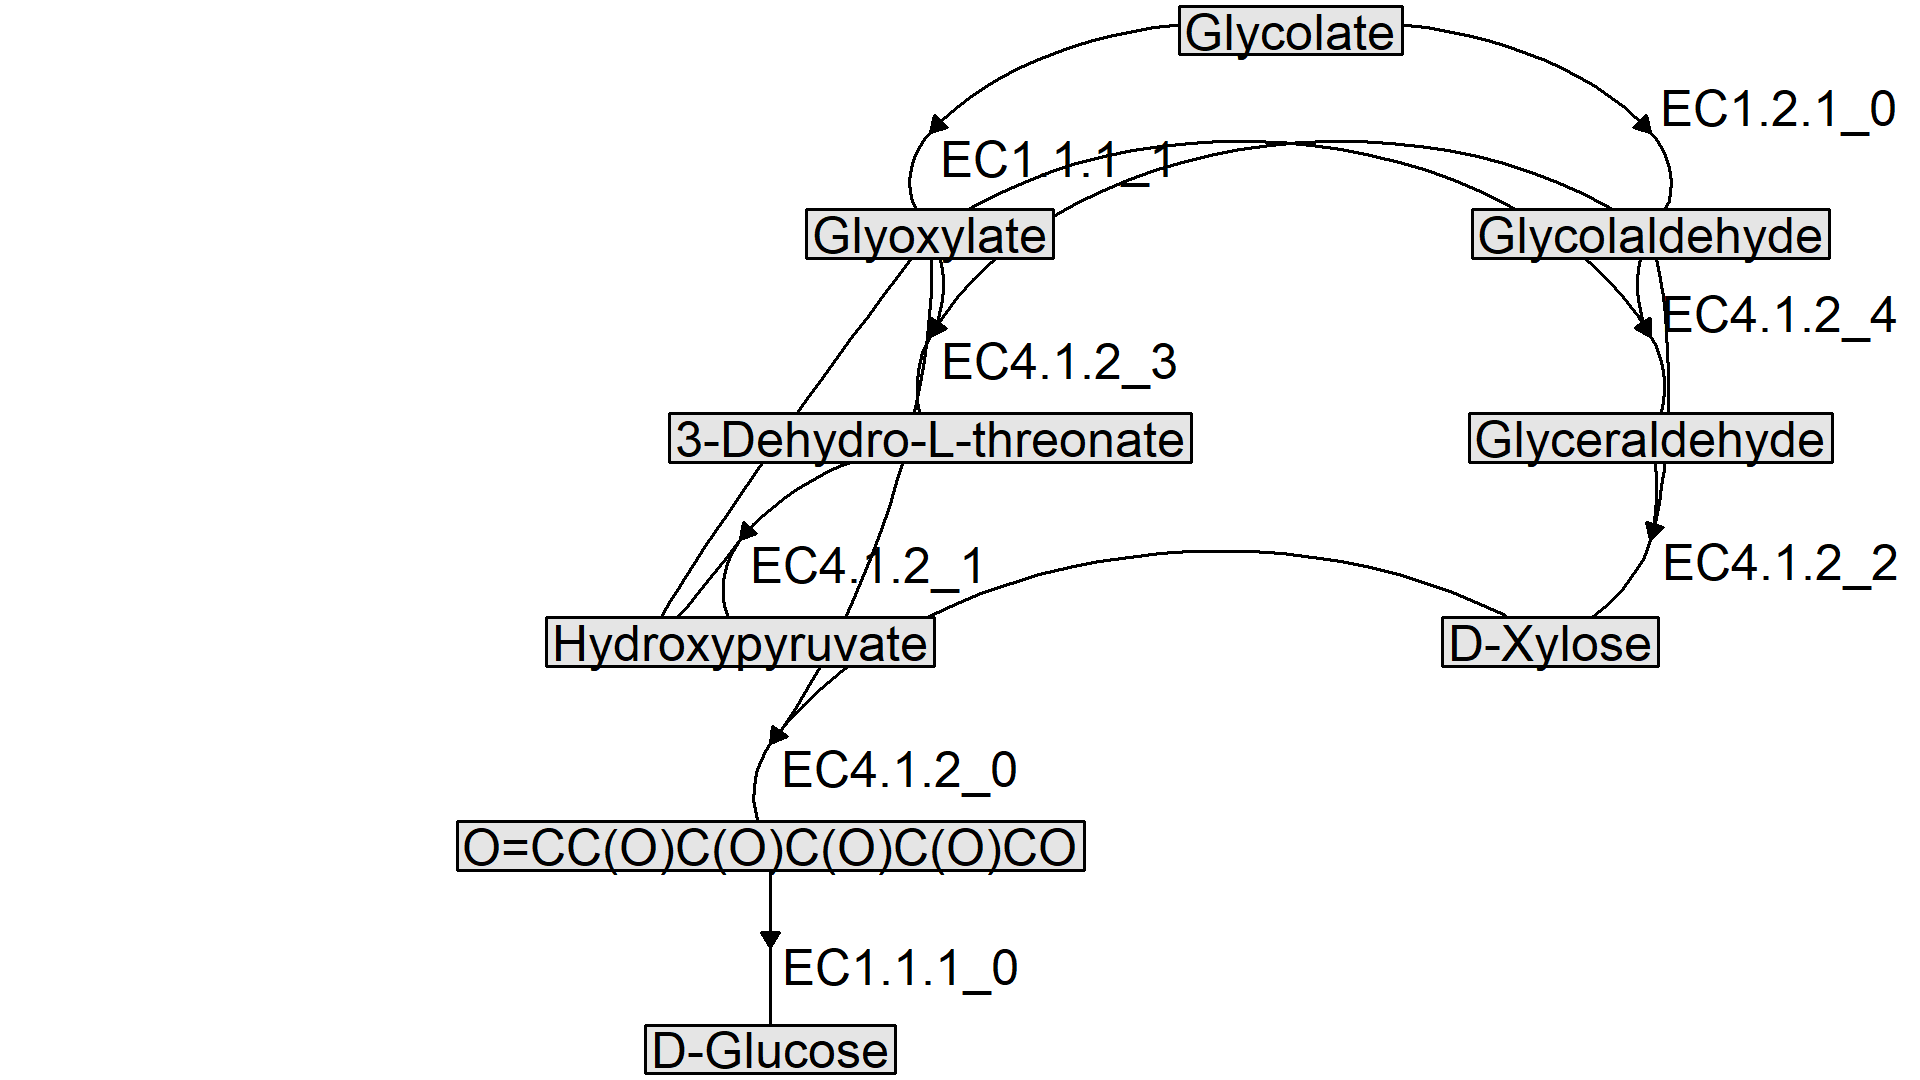 Glycolate
EC1.2.1_0
EC1.1.1_1
Glyoxylate
Glycolaldehyde
EC4.1.2_4
EC4.1.2_3
3-Dehydro-L-threonate
Glyceraldehyde
EC4.1.2_1
EC4.1.2_2
Hydroxypyruvate
D-Xylose
EC4.1.2_0
O=CC(O)C(O)C(O)C(O)CO
EC1.1.1_0
D-Glucose